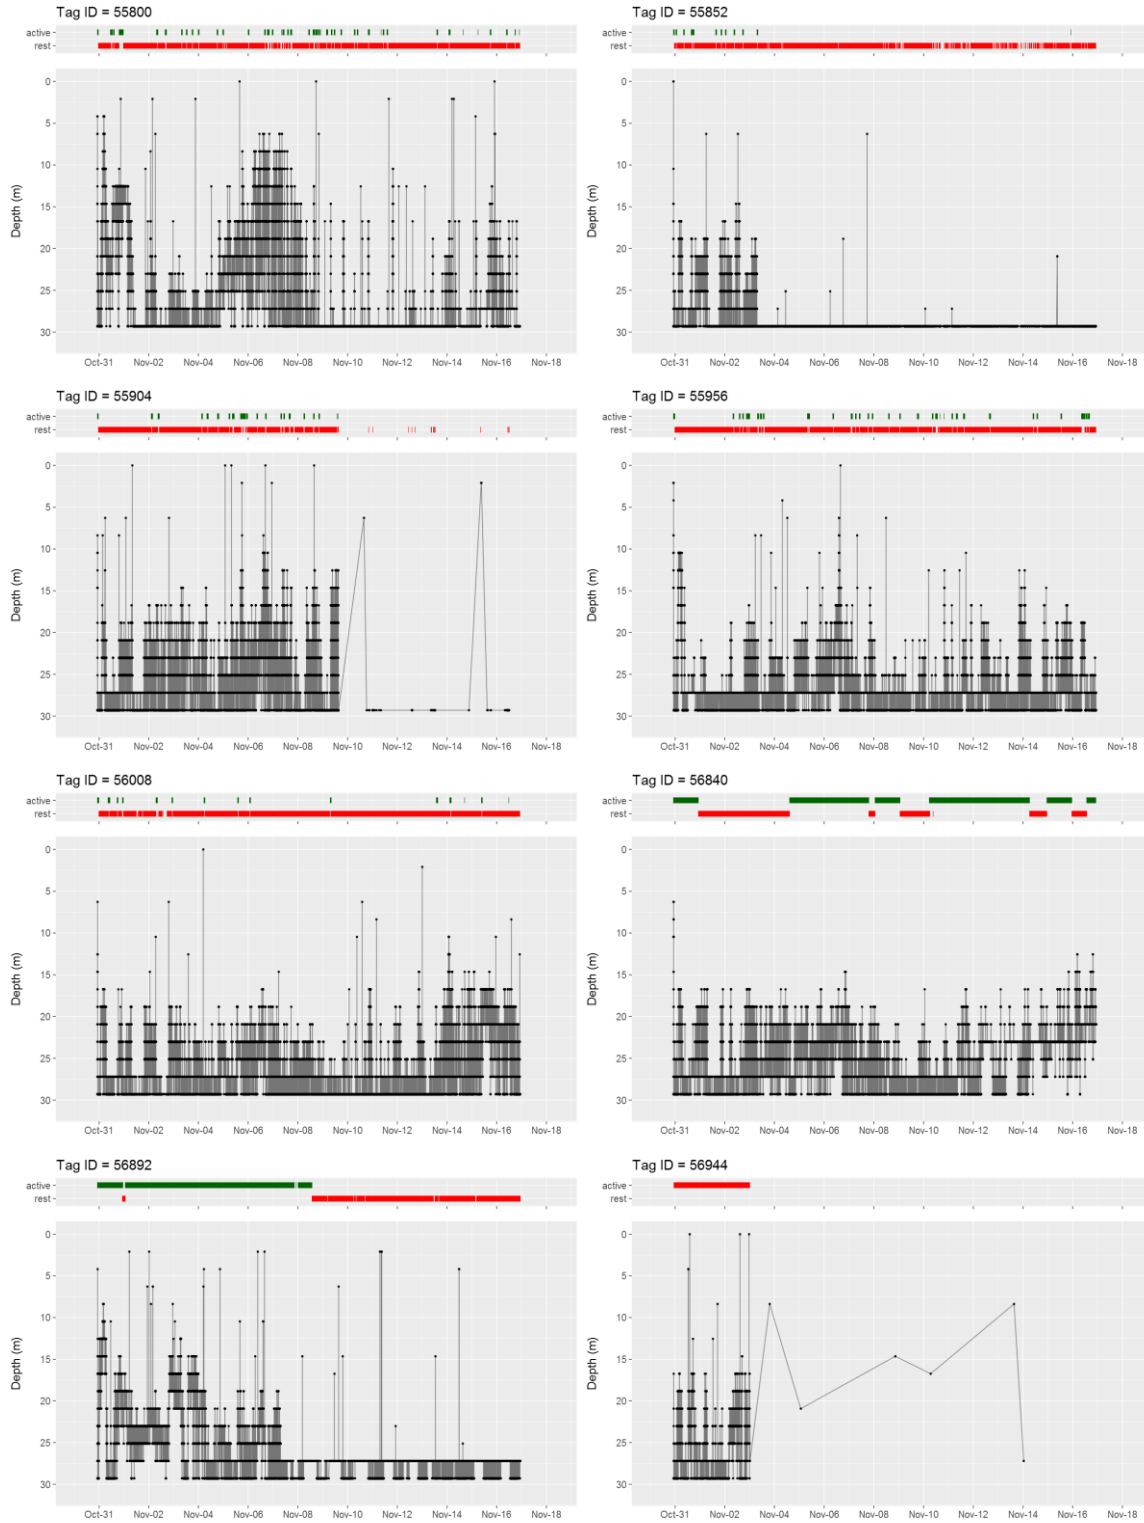 Tag ID = 55800
active
rest
Depth (m)
0
5
10
15
20
25
30
Oct-31 Nov-02 Nov-04 Nov-06 Nov-08 Nov-10 Nov-12 Nov-14 Nov-16 Nov-18
Tag ID = 55852
active
rest
Depth (m)
0
5
10
15
20
25
30
Oct-31 Nov-02 Nov-04 Nov-06 Nov-08 Nov-10 Nov-12 Nov-14 Nov-16 Nov-18
Tag ID = 55904
active
rest
Depth (m)
0
5
10
15
20
25
30
Oct-31 Nov-02 Nov-04 Nov-06 Nov-08 Nov-10 Nov-12 Nov-14 Nov-16 Nov-18
Tag ID = 55956
active
rest
Depth (m)
0
5
10
15
20
25
30
Oct-31 Nov-02 Nov-04 Nov-06 Nov-08 Nov-10 Nov-12 Nov-14 Nov-16 Nov-18
Tag ID = 56008
active
rest
Depth (m)
0
5
10
15
20
25
30
Oct-31 Nov-02 Nov-04 Nov-06 Nov-08 Nov-10 Nov-12 Nov-14 Nov-16 Nov-18
Tag ID = 56840
active
rest
Depth (m)
0
5
10
15
20
25
30
Oct-31 Nov-02 Nov-04 Nov-06 Nov-08 Nov-10 Nov-12 Nov-14 Nov-16 Nov-18
Tag ID = 56892
active
rest
Depth (m)
0
5
10
15
20
25
30
Oct-31 Nov-02 Nov-04 Nov-06 Nov-08 Nov-10 Nov-12 Nov-14 Nov-16 Nov-18
Tag ID = 56944
active
rest
Depth (m)
0
5
10
15
20
25
30
Oct-31 Nov-02 Nov-04 Nov-06 Nov-08 Nov-10 Nov-12 Nov-14 Nov-16 Nov-18